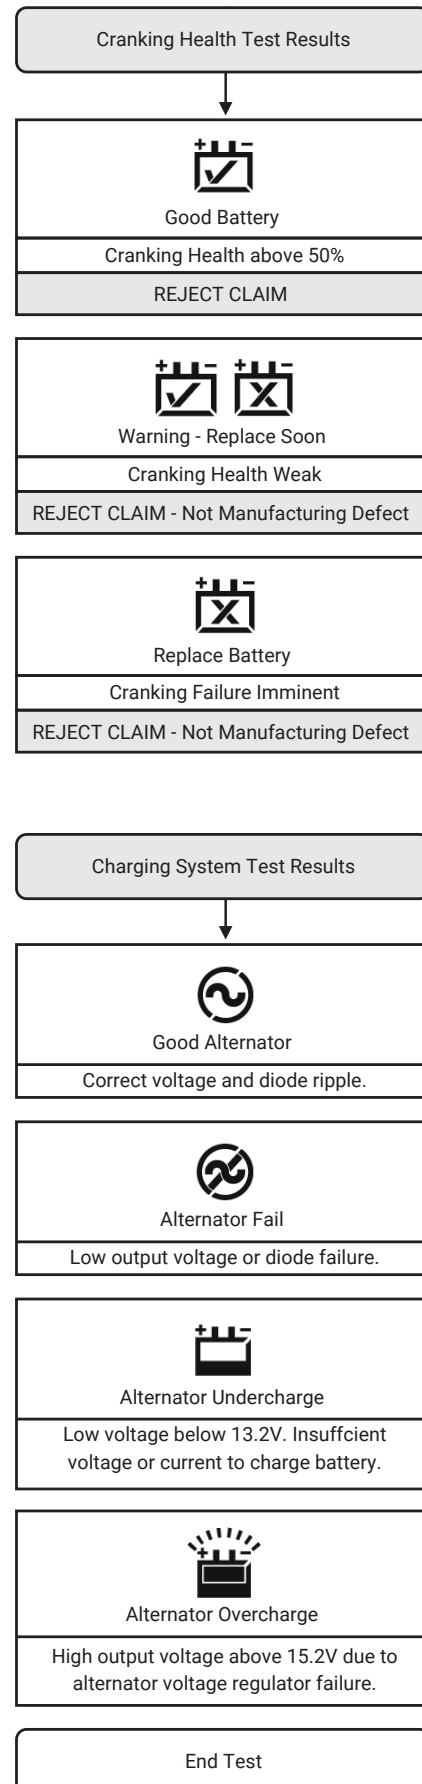 Cranking Health Test Results
Good Battery
Cranking Health above 50%
REJECT CLAIM
Warning - Replace Soon
Cranking Health Weak
REJECT CLAIM - Not Manufacturing Defect
Replace Battery
Cranking Failure Imminent
REJECT CLAIM - Not Manufacturing Defect
Charging System Test Results
Good Alternator
Correct voltage and diode ripple.
Alternator Fail
Low output voltage or diode failure.
Alternator Undercharge
Low voltage below 13.2V. Insuffcient
voltage or current to charge battery.
Alternator Overcharge
High output voltage above 15.2V due to
alternator voltage regulator failure.
End Test